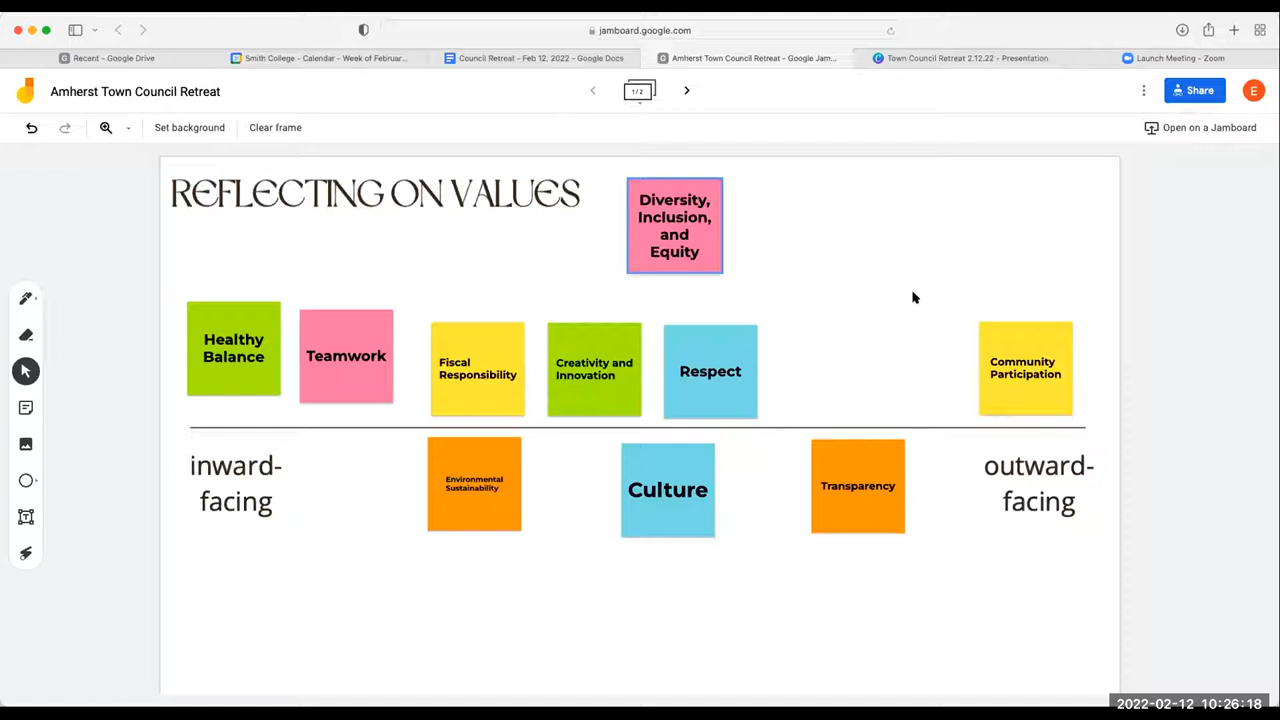 jamboard.google.com
Recent - Google Drive
Smith College - Calendar - Week of Februar...
Council Retreat - Feb 12, 2022 - Google Docs
Amherst Town Council Retreat - Google Jam...
Town Council Retreat 2.12.22 - Presentation
Launch Meeting - Zoom
Amherst Town Council Retreat
1/2
Share
E
Set background
Clear frame
Open on a Jamboard
REFLECTING ON VALUES
Diversity,
Inclusion,
and
Equity
Healthy
Balance
Teamwork
Fiscal
Responsibility
Creativity and
Innovation
Respect
Community
Participation
inward-
facing
Environmental
Sustainability
Culture
Transparency
outward-
facing
2022-02-12 10:26:18